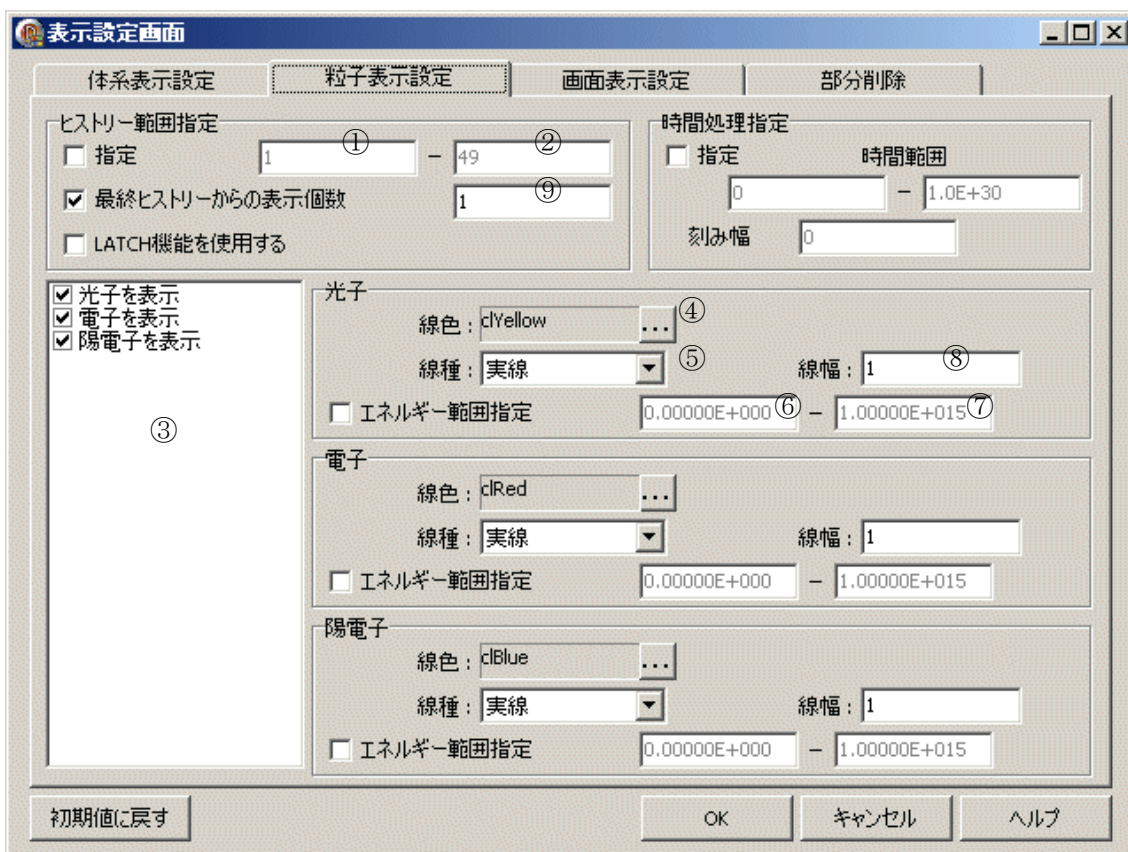 表示設定画面
体系表示設定 粒子表示設定 画面表示設定 部分削除
ヒストリー範囲指定
指定 1 ① - 49 ②
最終ヒストリーからの表示個数 1 ⑨
LATCH機能を使用する
時間処理指定
指定 時間範囲
0 - 1.0E+30
刻み幅 0
光子を表示
電子を表示
陽電子を表示
③
光子
線色 : clYellow ... ④
線種 : 実線 ⑤ 線幅 : 1 ⑧
エネルギー範囲指定 0.00000E+000 ⑥ - 1.00000E+015 ⑦
電子
線色 : clRed ...
線種 : 実線 線幅 : 1
エネルギー範囲指定 0.00000E+000 - 1.00000E+015
陽電子
線色 : clBlue ...
線種 : 実線 線幅 : 1
エネルギー範囲指定 0.00000E+000 - 1.00000E+015
初期値に戻す OK キャンセル ヘルプ